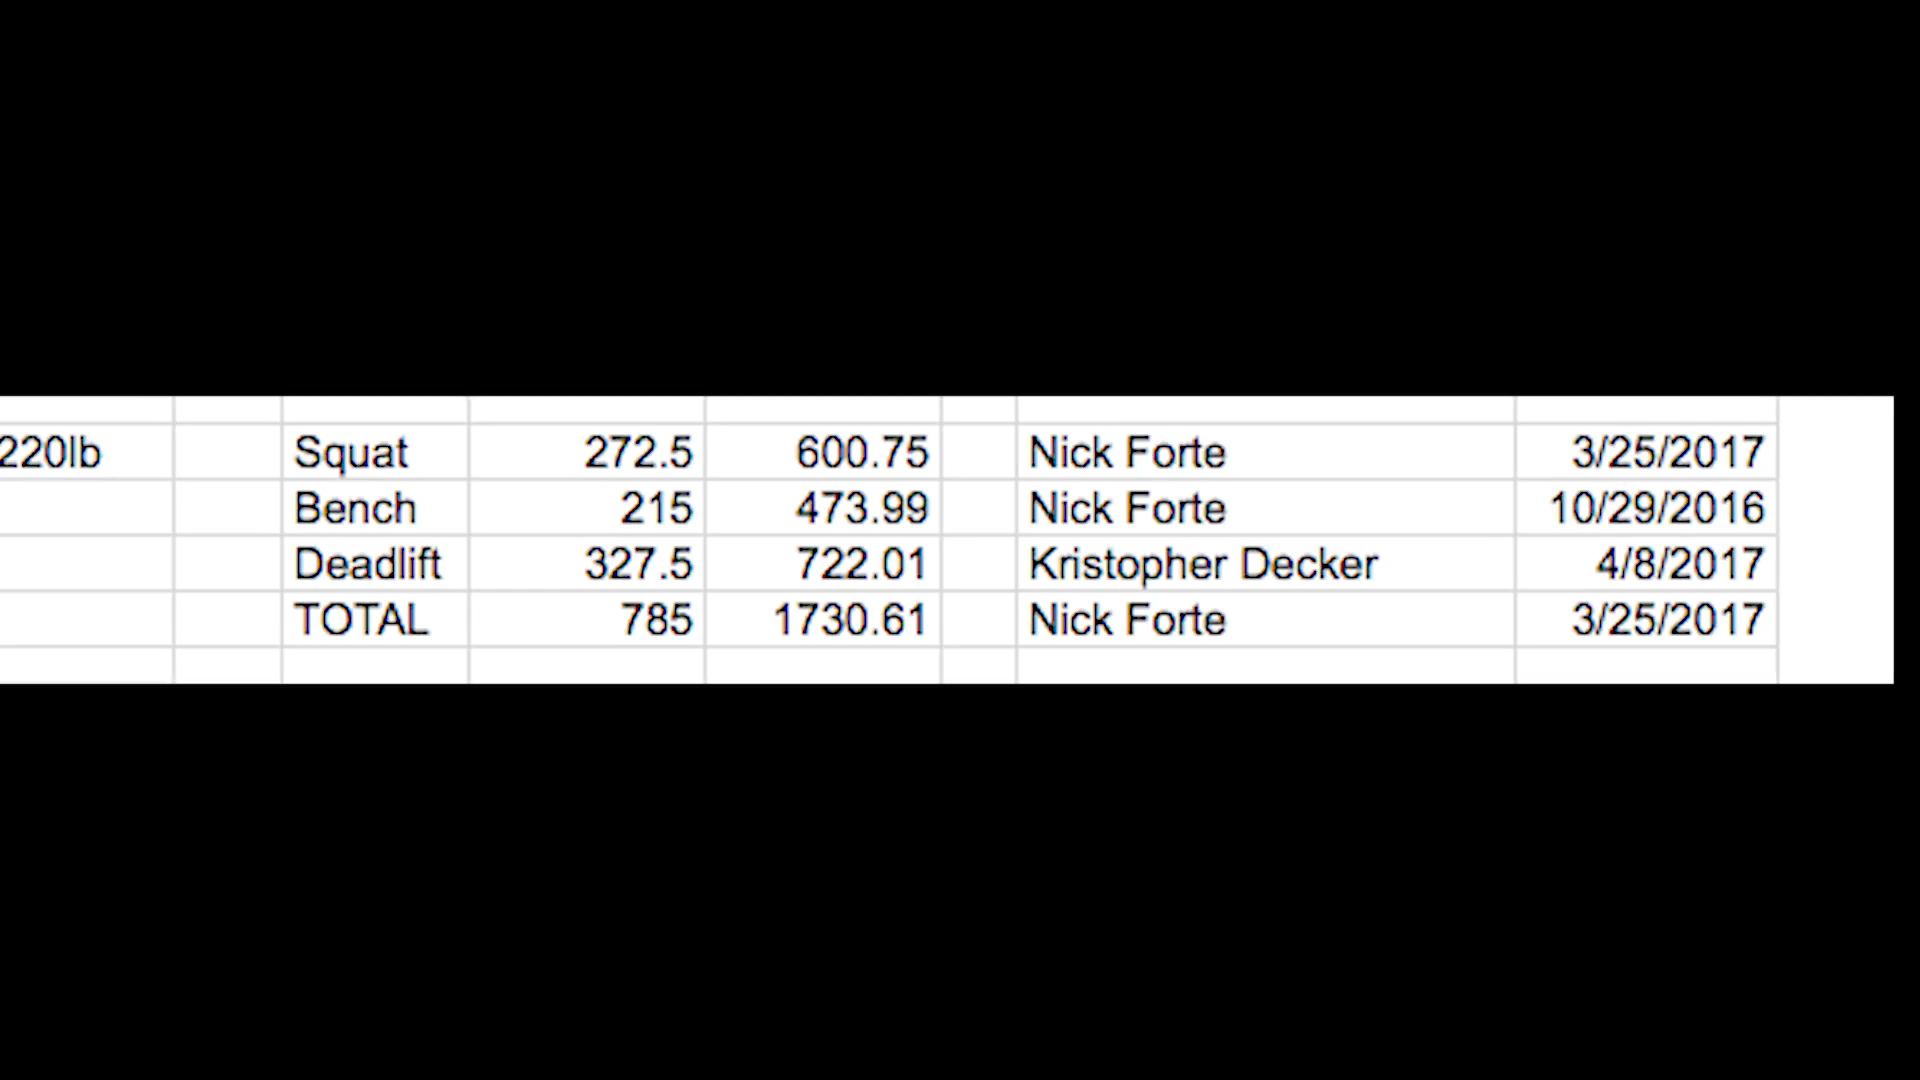 220lb Squat 272.5 600.75 Nick Forte 3/25/2017
Bench 215 473.99 Nick Forte 10/29/2016
Deadlift 327.5 722.01 Kristopher Decker 4/8/2017
TOTAL 785 1730.61 Nick Forte 3/25/2017